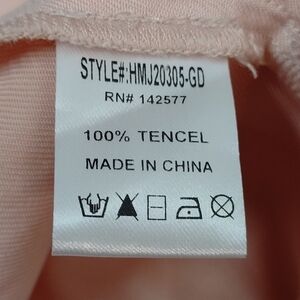 STYLE#:HMJ20305-GD
RN# 142577
100% TENCEL
MADE IN CHINA